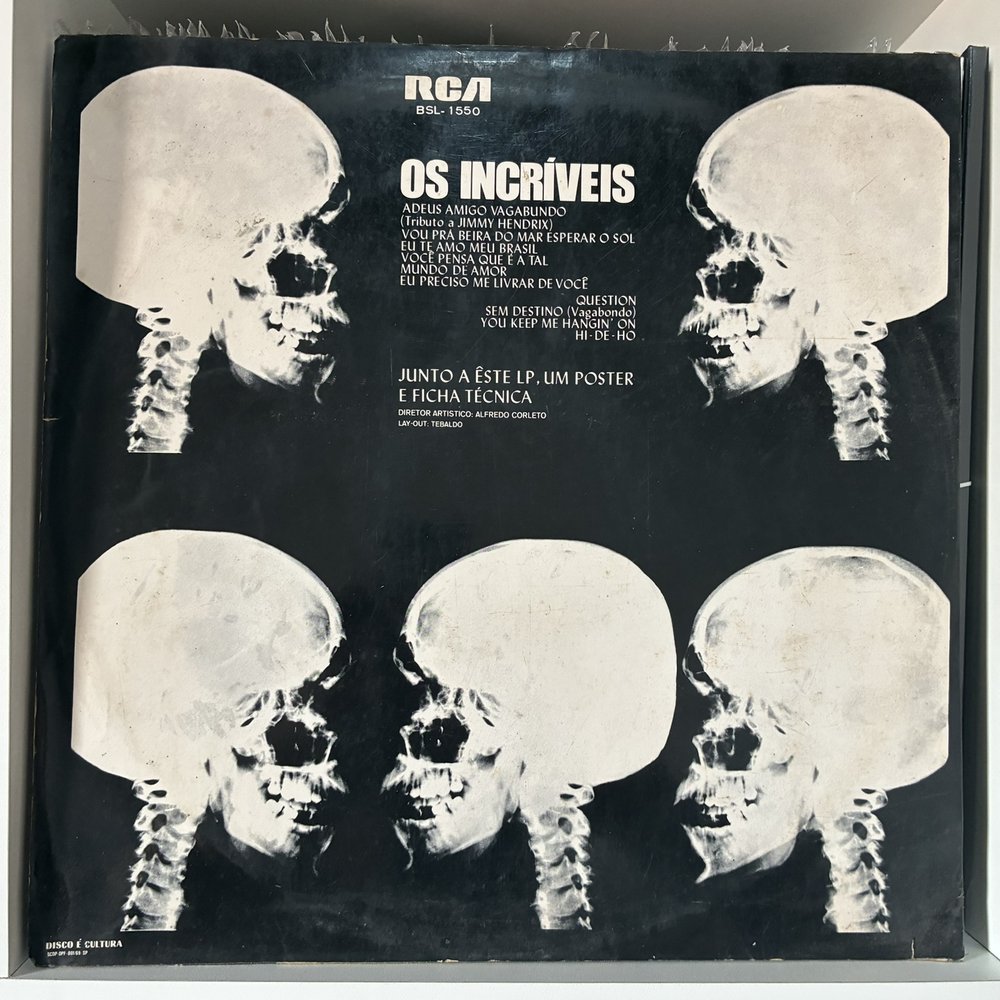 RCA
BSL-1550
OS INCRÍVEIS
ADEUS AMIGO VAGABUNDO
(Tributo a JIMMY HENDRIX)
VOU PRÁ BEIRA DO MAR ESPERAR O SOL
EU TE AMO MEU BRASIL
VOCÊ PENSA QUE É A TAL
MUNDO DE AMOR
EU PRECISO ME LIVRAR DE VOCÊ
QUESTION
SEM DESTINO (Vagabondo)
YOU KEEP ME HANGIN' ON
HI-DE-HO
JUNTO A ÊSTE LP, UM POSTER
E FICHA TÉCNICA
DIRETOR ARTISTICO: ALFREDO CORLETO
LAY-OUT: TEBALDO
DISCO É CULTURA